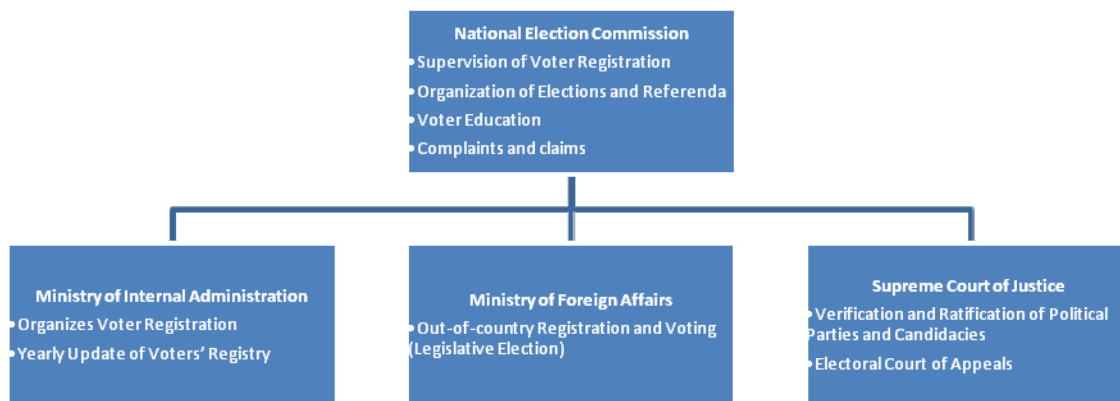 National Election Commission
•Supervision of Voter Registration
•Organization of Elections and Referenda
•Voter Education
•Complaints and claims
Ministry of Internal Administration
•Organizes Voter Registration
•Yearly Update of Voters’ Registry
Ministry of Foreign Affairs
•Out-of-country Registration and Voting
(Legislative Election)
Supreme Court of Justice
•Verification and Ratification of Political
Parties and Candidacies
•Electoral Court of Appeals